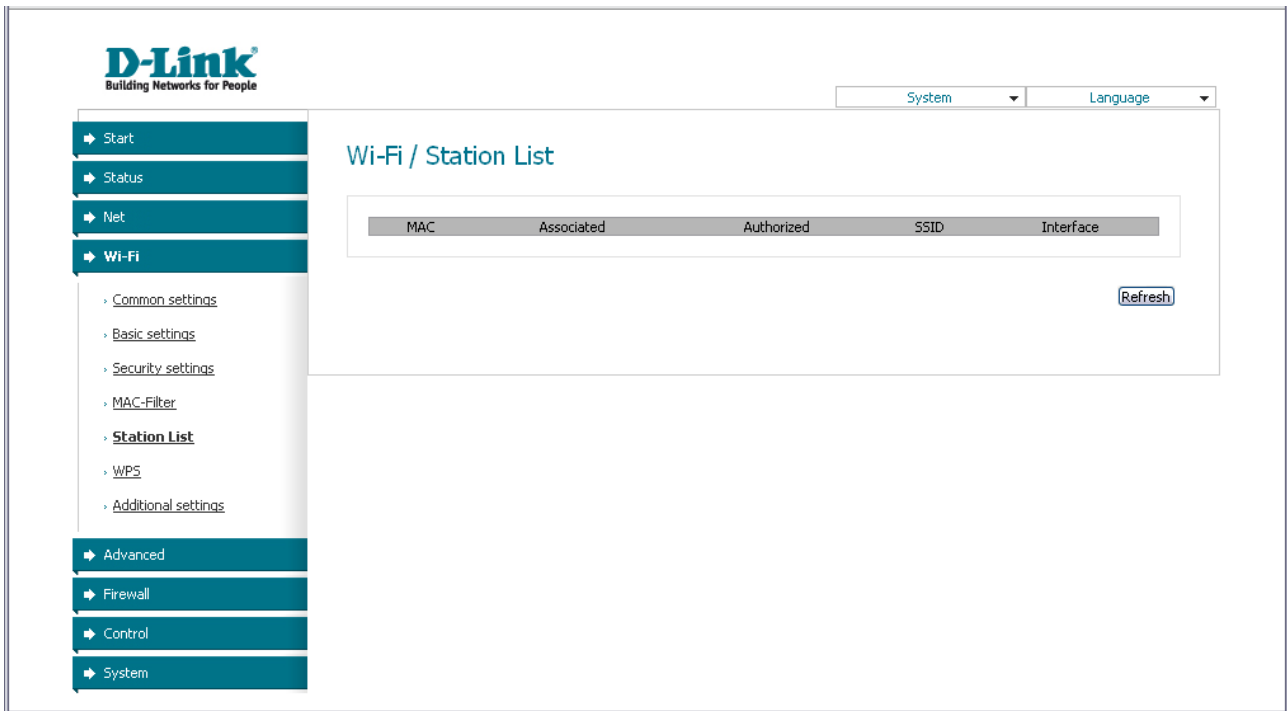 D-Link®
Building Networks for People
System Language
Start
Status
Net
Wi-Fi
Common settings
Basic settings
Security settings
MAC-Filter
Station List
WPS
Additional settings
Advanced
Firewall
Control
System
Wi-Fi / Station List
MAC Associated Authorized SSID Interface
Refresh